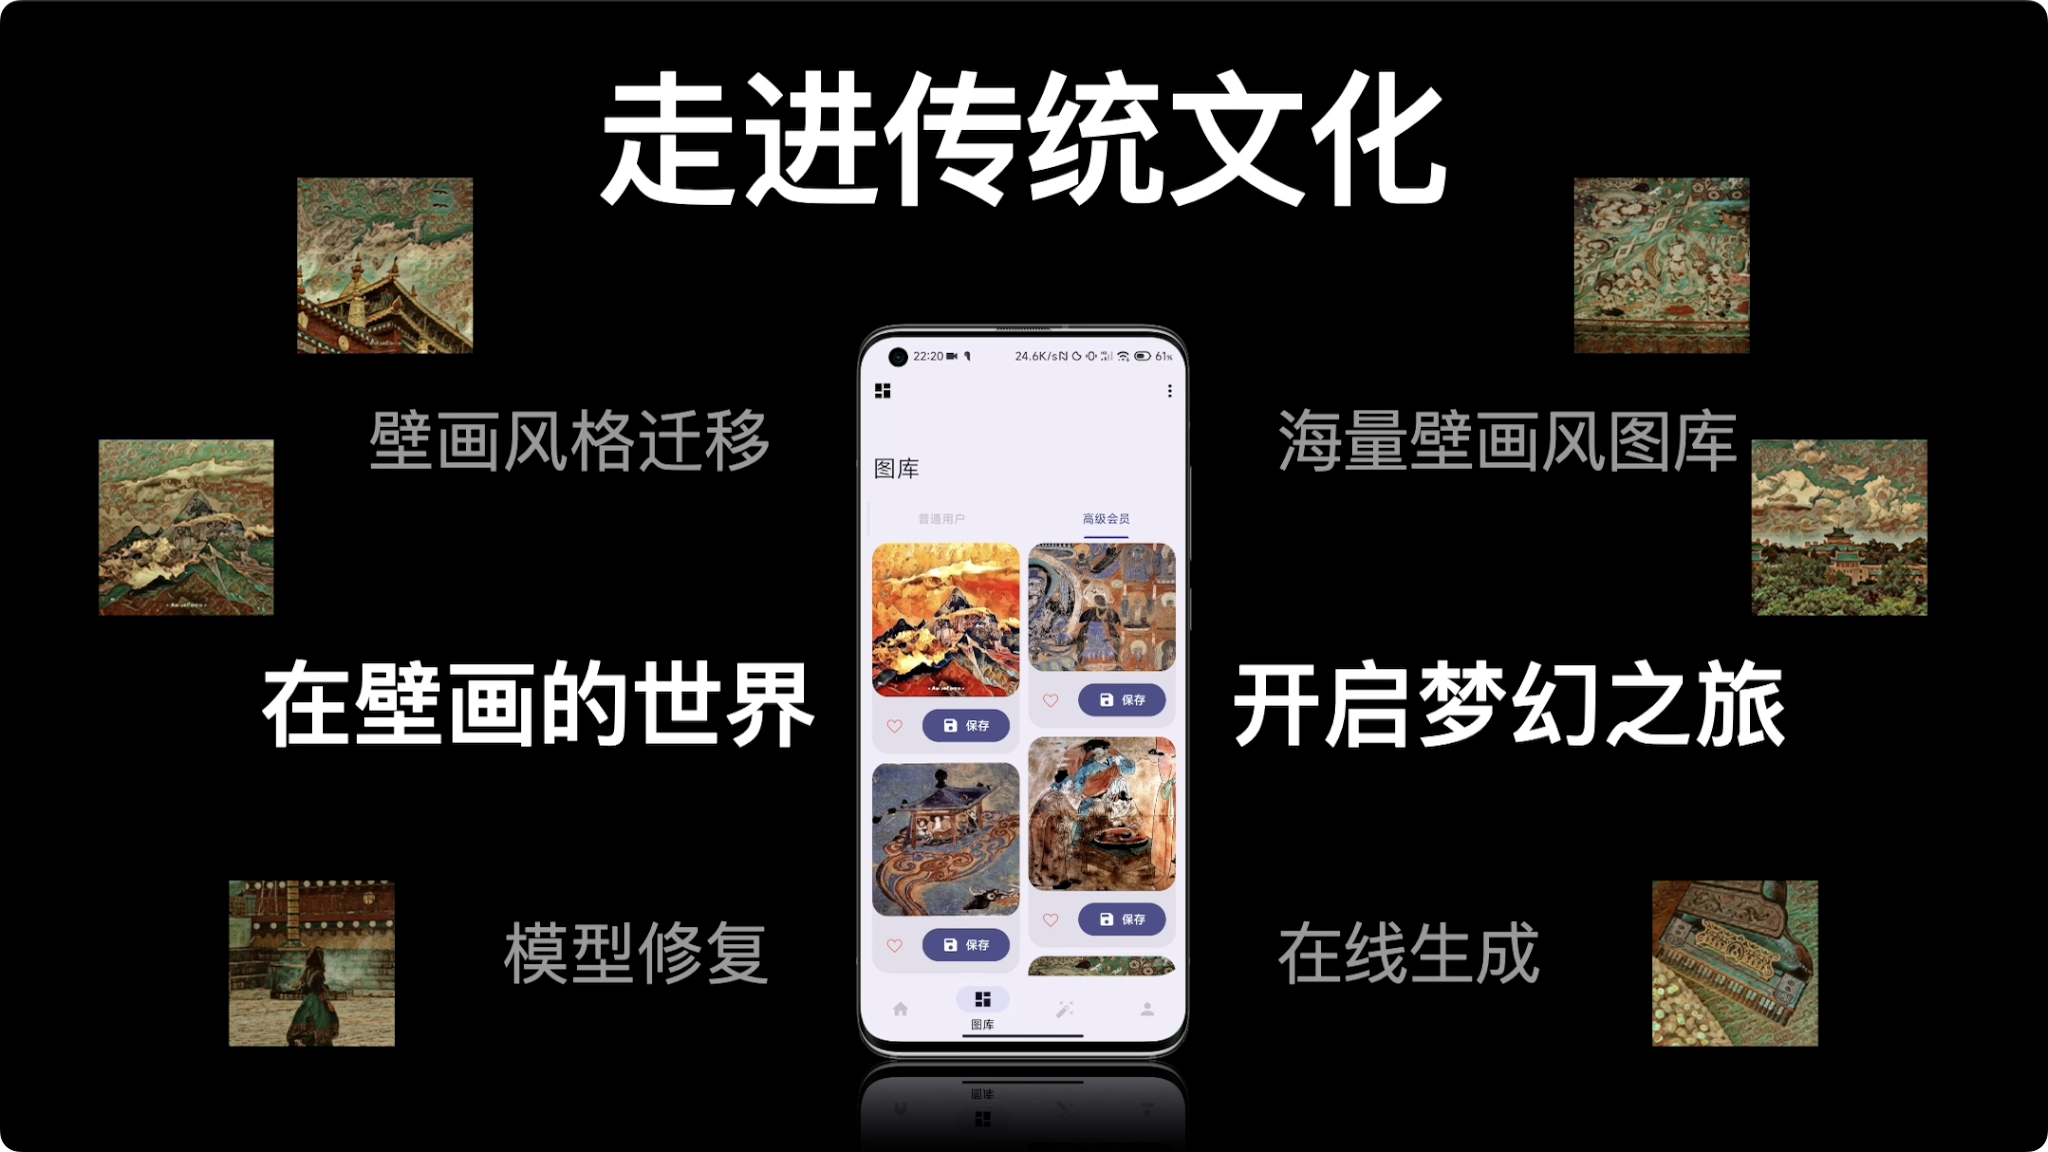 走进传统文化
壁画风格迁移
海量壁画风图库
在壁画的世界
开启梦幻之旅
模型修复
在线生成
22:20
24.6K/s
61%
图库
普通用户
高级会员
保存
保存
保存
保存
图库
图库